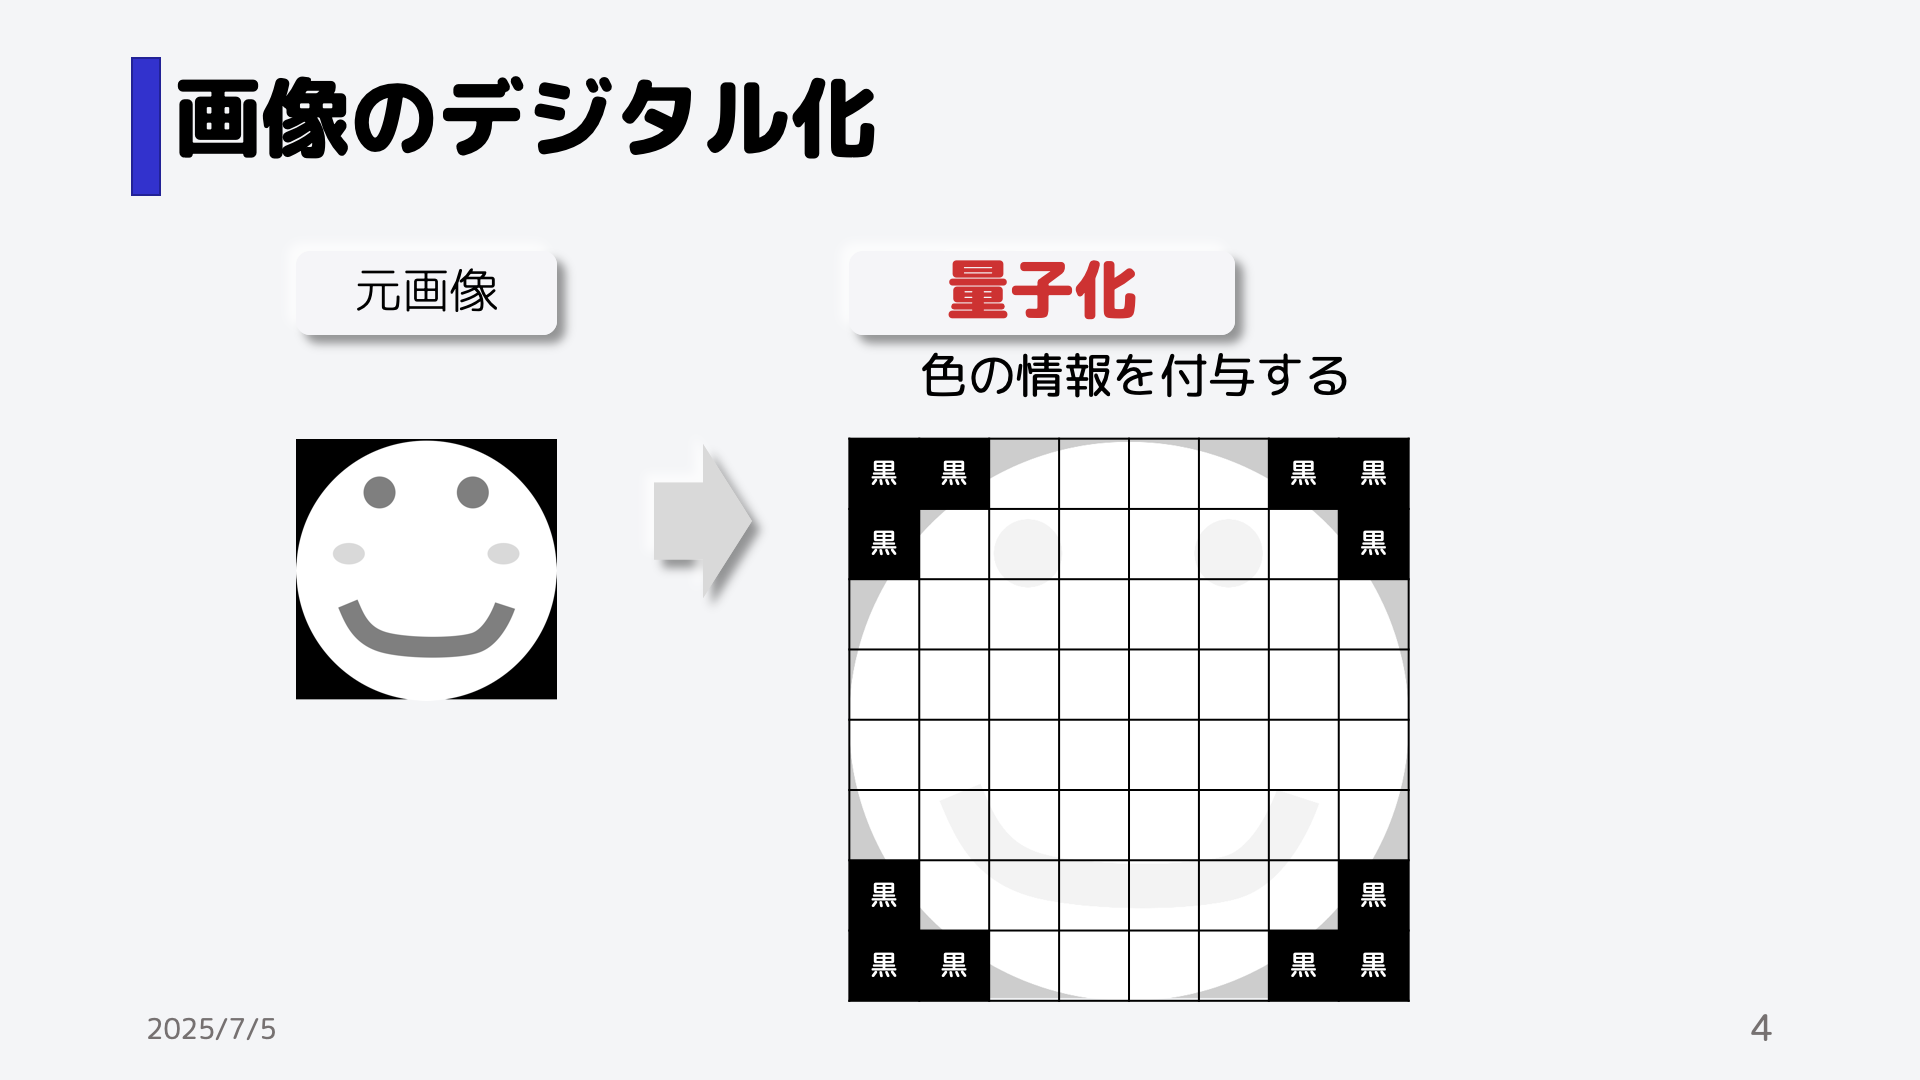 画像のデジタル化
元画像
量子化
色の情報を付与する
黒 黒 黒 黒
黒 黒
黒 黒
黒 黒 黒 黒
2025/7/5
4